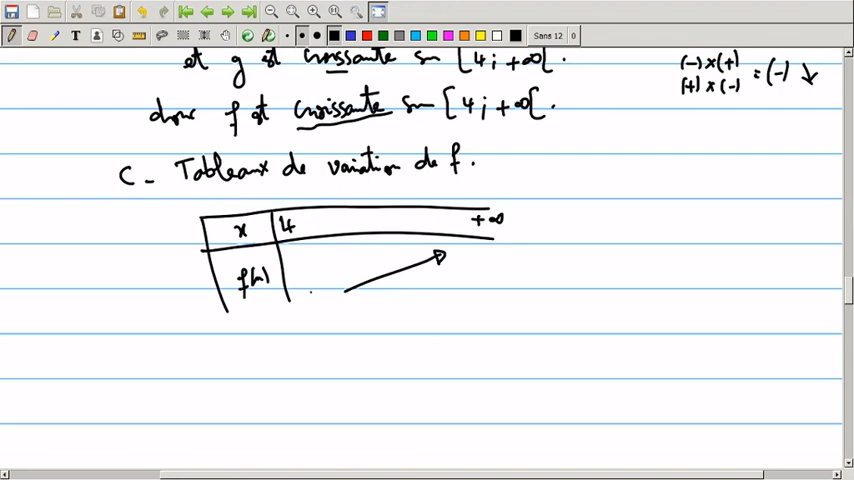 et g est croissante sur [4 ; +∞[.
(-) x (+)
(+) x (-) = (-) ↓
donc f est croissante sur [4 ; +∞[.
C - Tableaux de variation de f.
x 4 +∞
f(x)
Sans 12 0